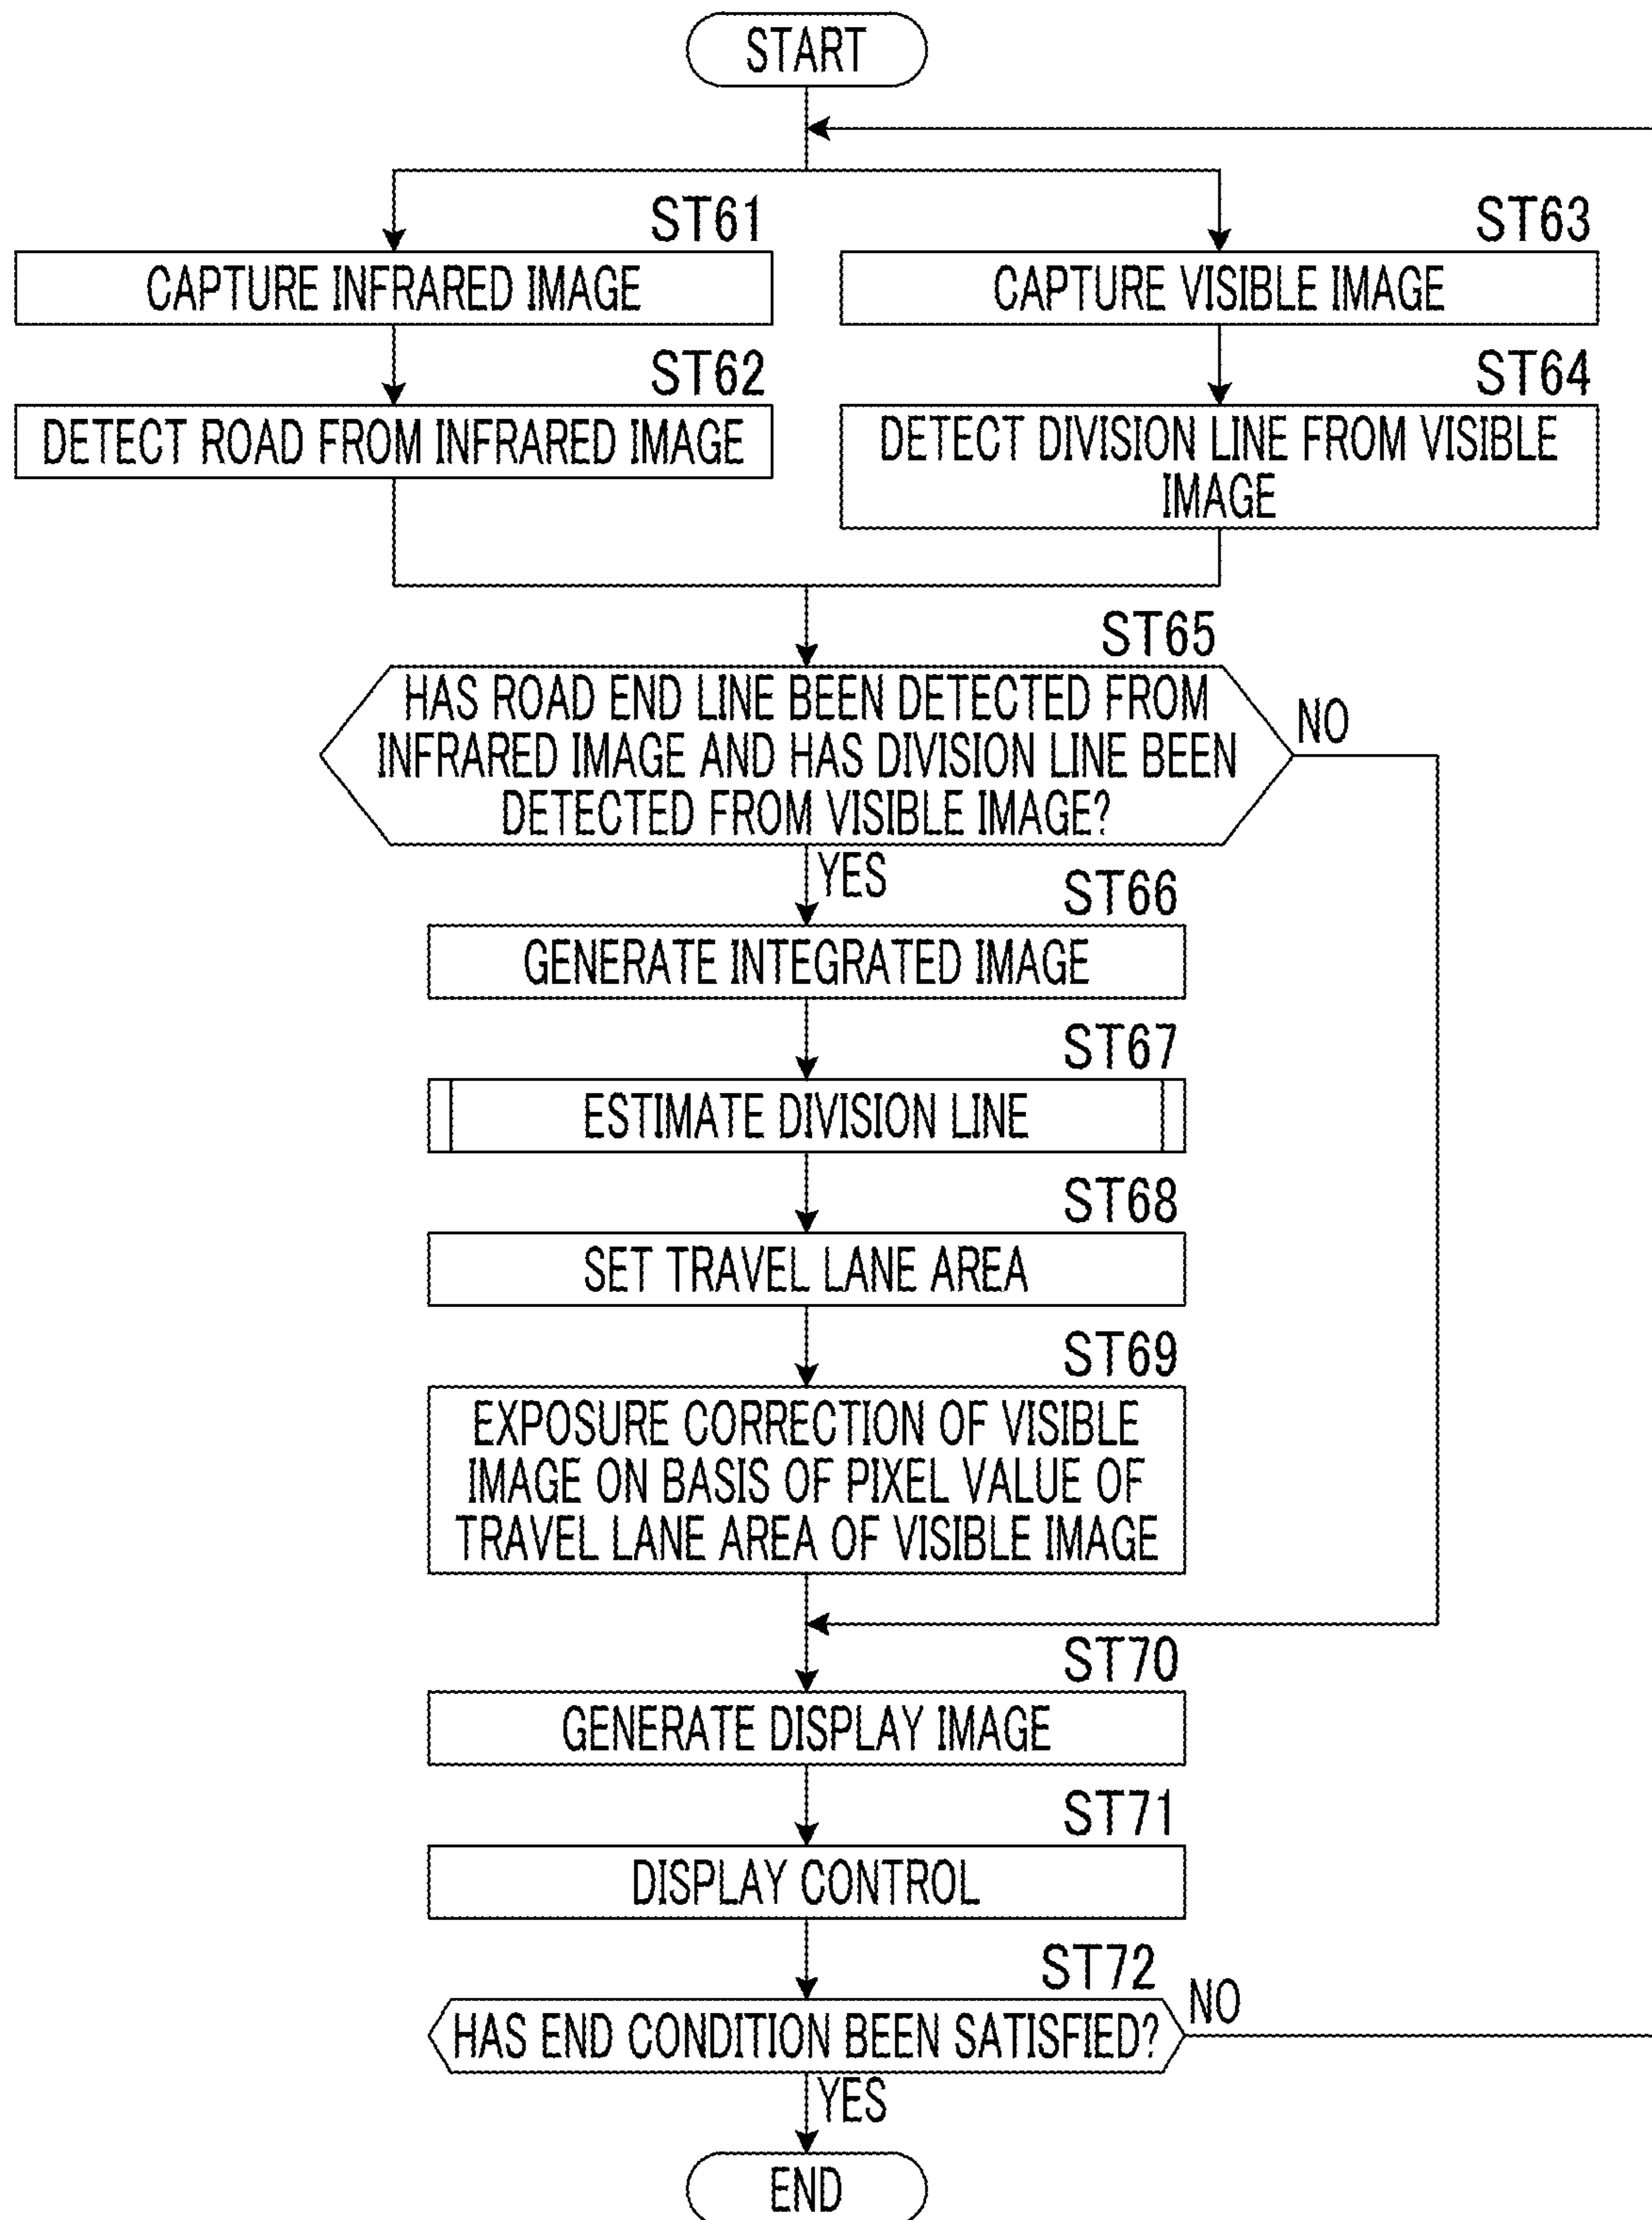 START
ST61
CAPTURE INFRARED IMAGE
ST63
CAPTURE VISIBLE IMAGE
ST62
DETECT ROAD FROM INFRARED IMAGE
ST64
DETECT DIVISION LINE FROM VISIBLE
IMAGE
ST65
HAS ROAD END LINE BEEN DETECTED FROM
INFRARED IMAGE AND HAS DIVISION LINE BEEN
DETECTED FROM VISIBLE IMAGE?
NO
YES
ST66
GENERATE INTEGRATED IMAGE
ST67
ESTIMATE DIVISION LINE
ST68
SET TRAVEL LANE AREA
ST69
EXPOSURE CORRECTION OF VISIBLE
IMAGE ON BASIS OF PIXEL VALUE OF
TRAVEL LANE AREA OF VISIBLE IMAGE
ST70
GENERATE DISPLAY IMAGE
ST71
DISPLAY CONTROL
ST72
HAS END CONDITION BEEN SATISFIED?
NO
YES
END